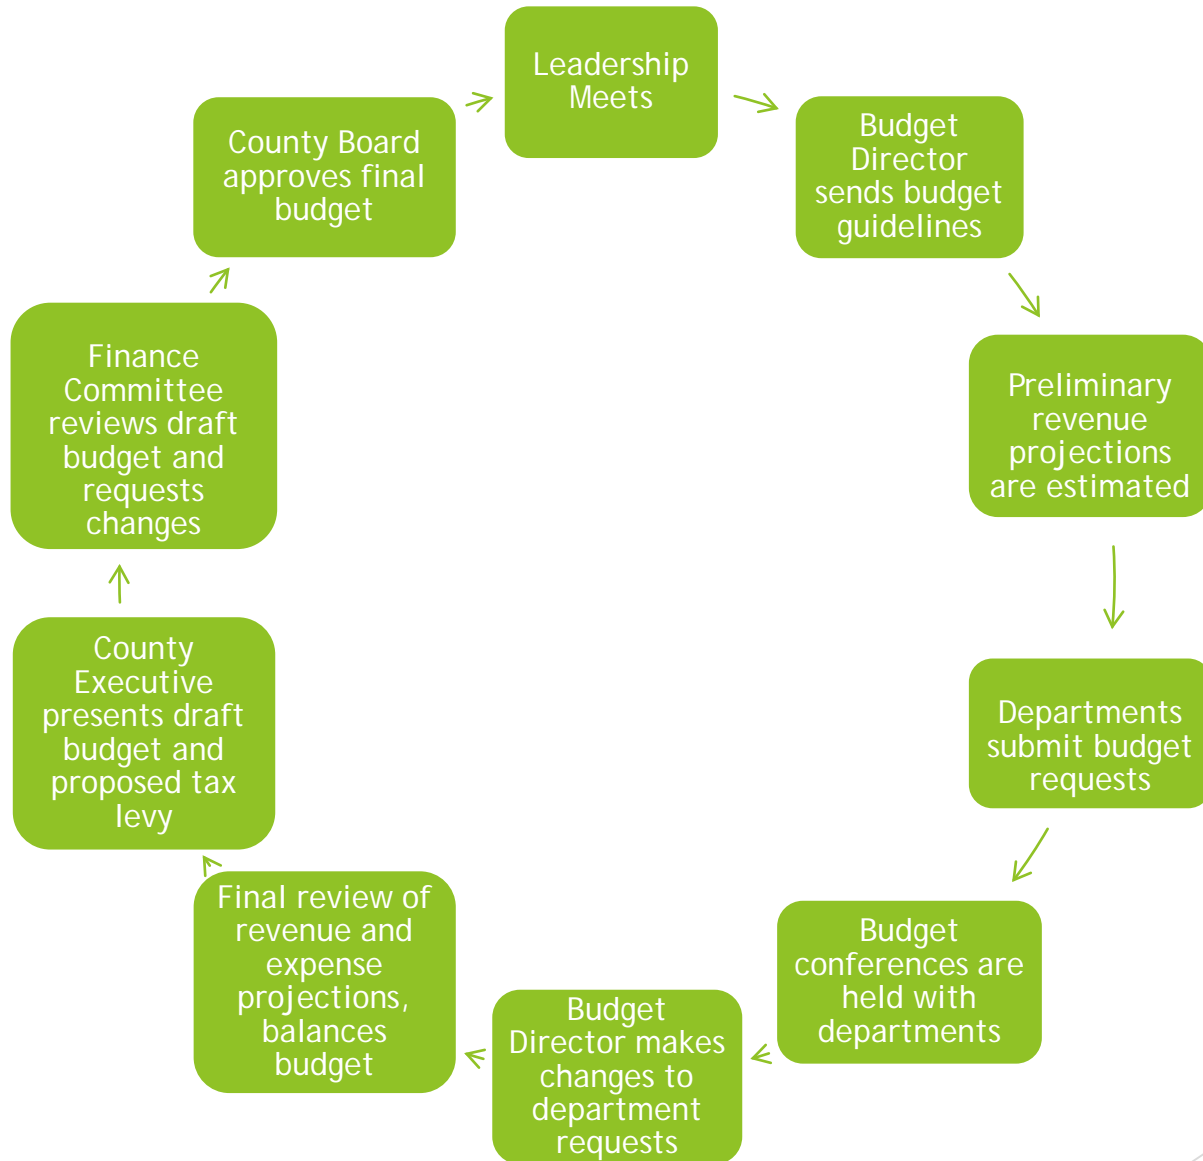 Leadership
Meets
Budget
Director
sends budget
guidelines
Preliminary
revenue
projections
are estimated
Departments
submit budget
requests
Budget
conferences are
held with
departments
Budget
Director makes
changes to
department
requests
Final review of
revenue and
expense
projections,
balances
budget
County
Executive
presents draft
budget and
proposed tax
levy
Finance
Committee
reviews draft
budget and
requests
changes
County Board
approves final
budget